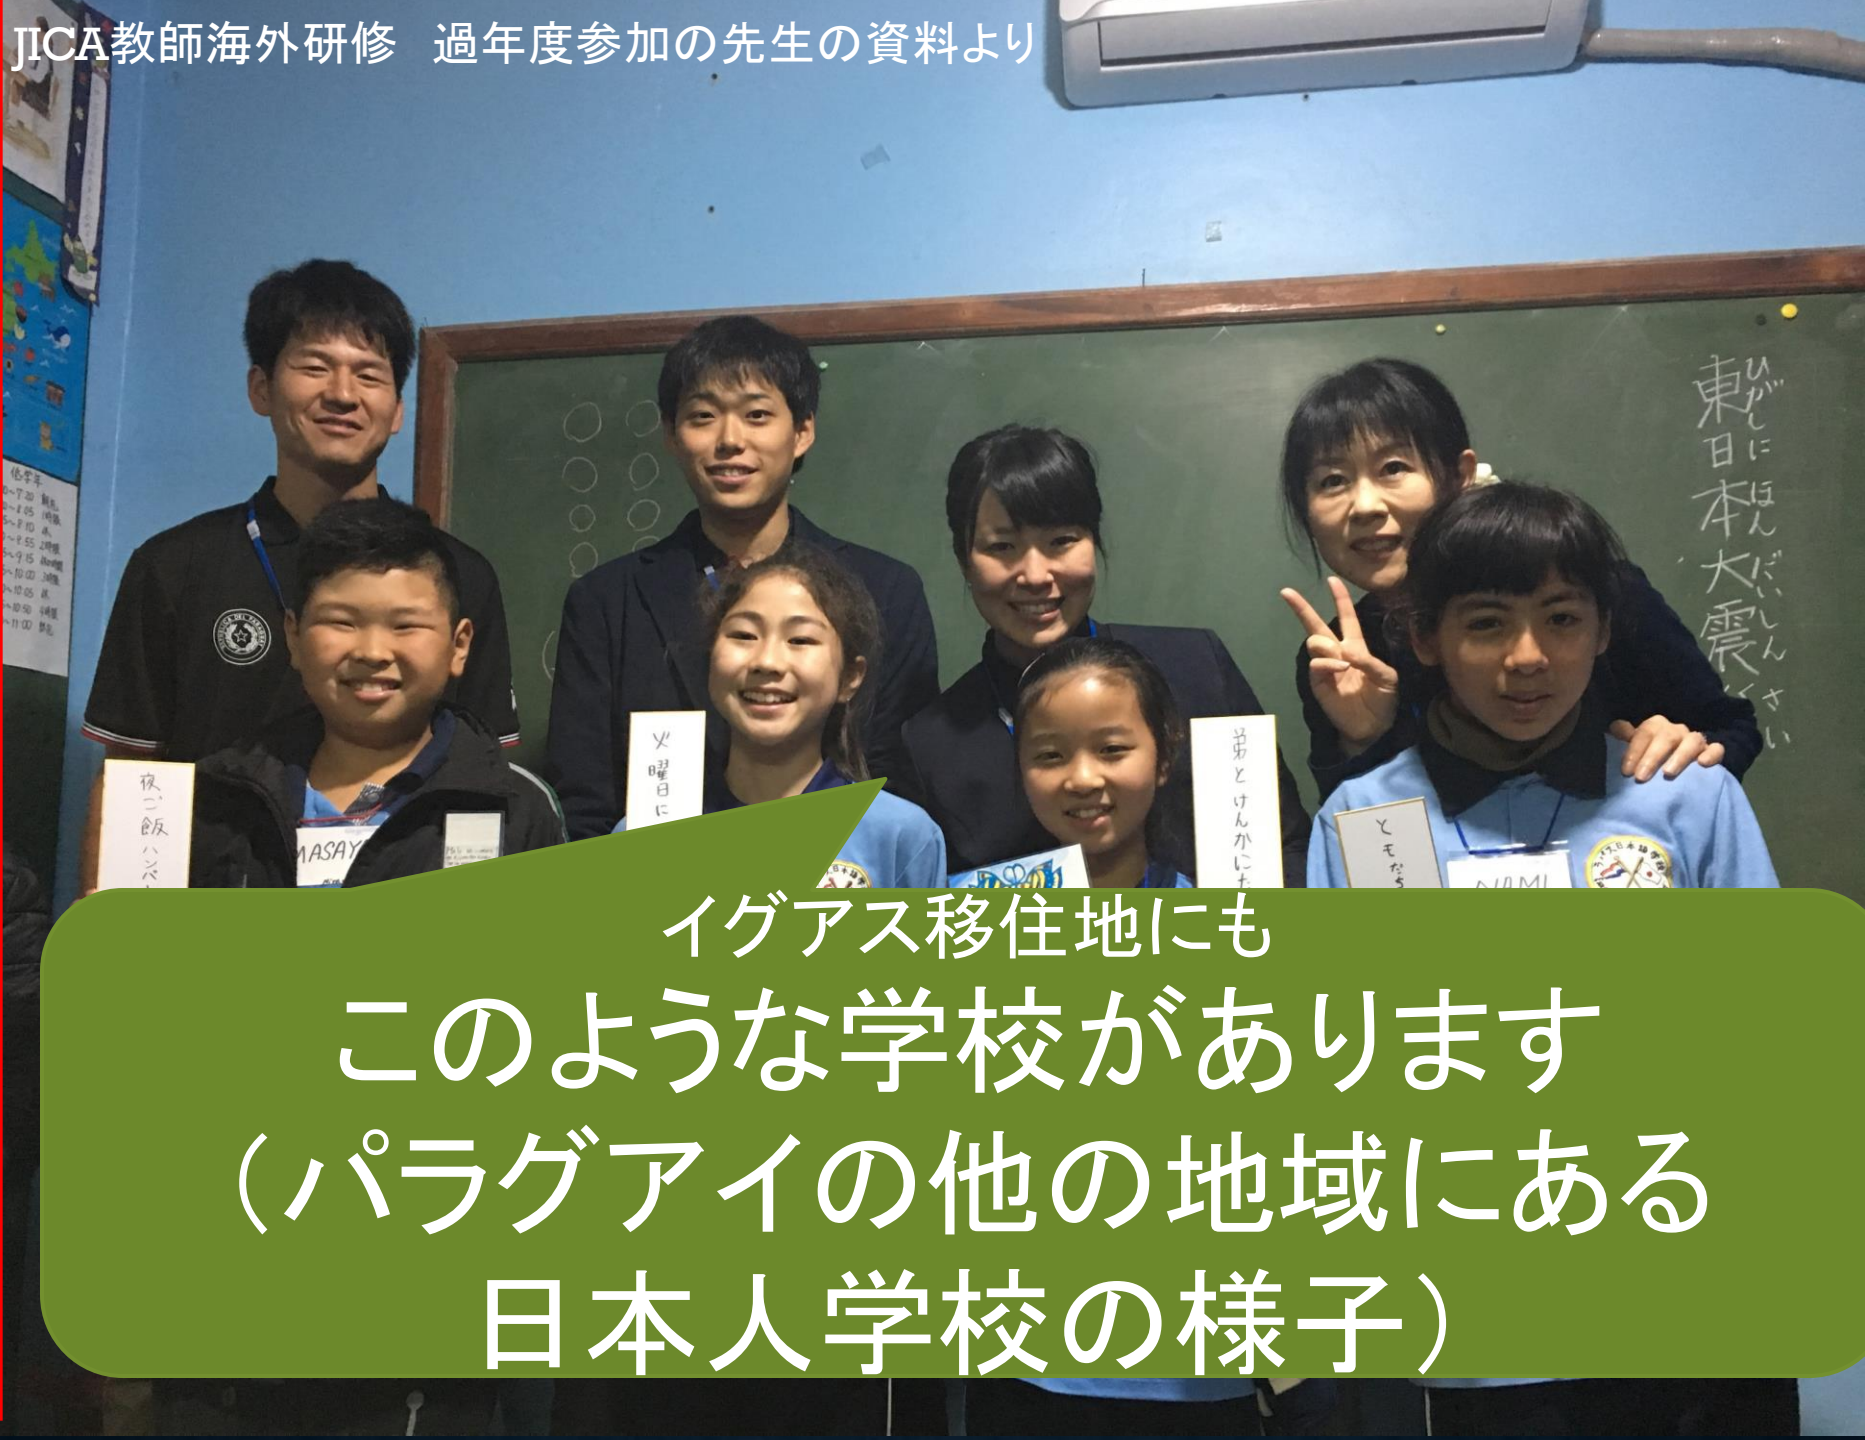 JICA教師海外研修　過年度参加の先生の資料より
低学年
東日本大震
ひがしにほんだいしんさい
夜ご飯ハンバ
火曜日に
弟とけんかにた
ともだち
MASAY
NAMI
イグアス移住地にも
このような学校があります
（パラグアイの他の地域にある
日本人学校の様子）